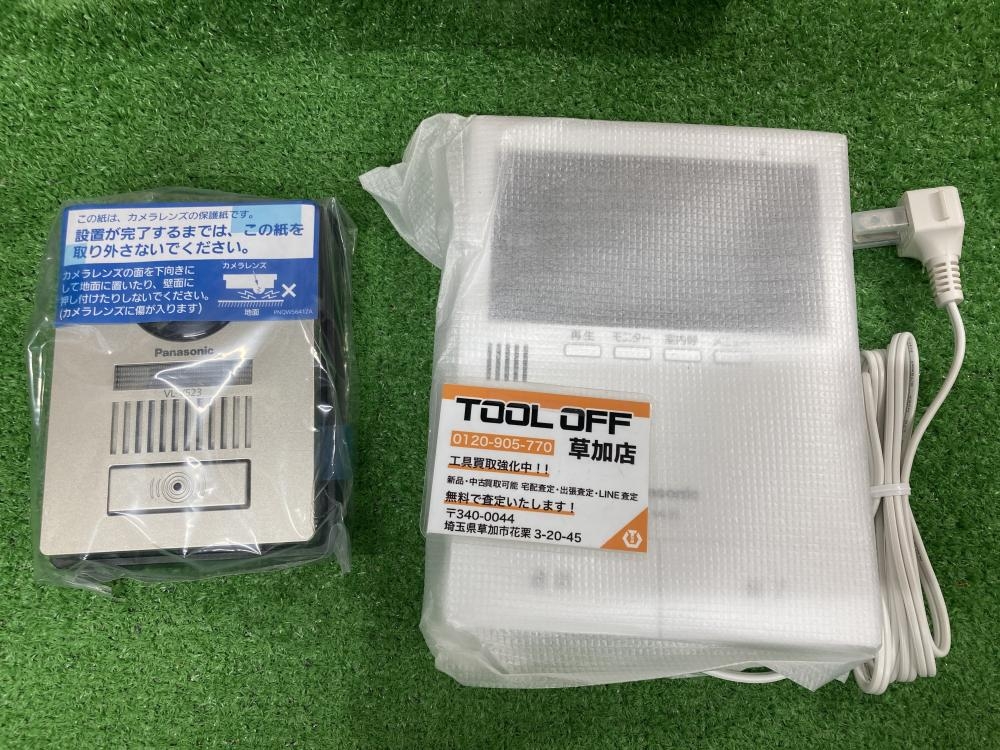 この紙は、カメラレンズの保護紙です。
設置が完了するまでは、この紙を
取り外さないでください。
カメラレンズの面を下向きに
して地面に置いたり、壁面に
押し付けたりしないでください。
(カメラレンズに傷が入ります)
カメラレンズ
地面
PNQW5641ZA
Panasonic
VL-V523
再生
モニター
室内呼
TOOL OFF
0120-905-770
草加店
工具買取強化中!!
新品・中古買取可能 宅配査定・出張査定・LINE査定
無料で査定いたします!
〒340-0044
埼玉県草加市花栗 3-20-45